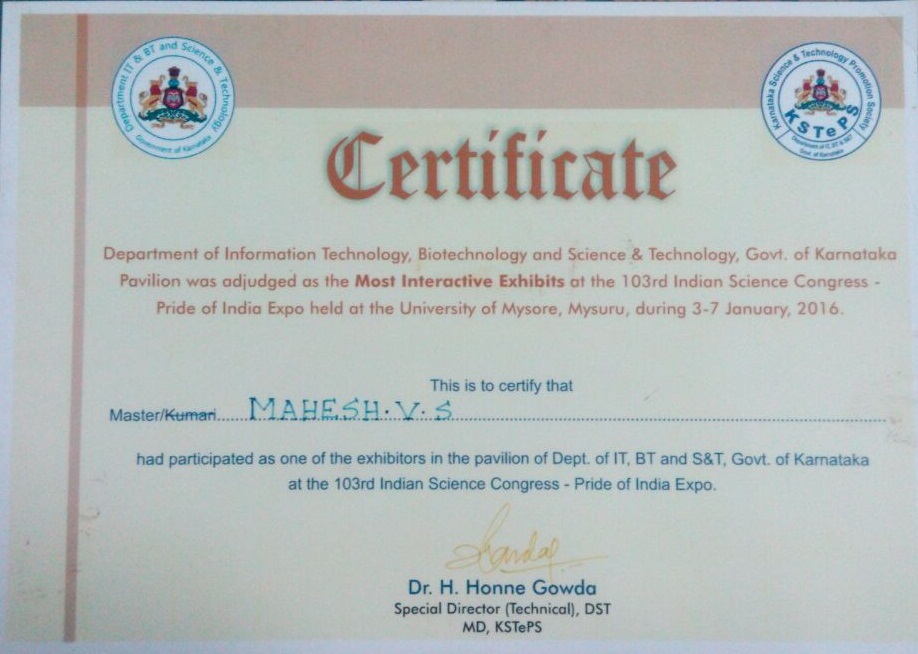 Department IT & BT and Science & Technology
Government of Karnataka
Karnataka Science & Technology Promotion Society
KSTePS
Govt. of Karnataka
Certificate
Department of Information Technology, Biotechnology and Science & Technology, Govt. of Karnataka
Pavilion was adjudged as the Most Interactive Exhibits at the 103rd Indian Science Congress -
Pride of India Expo held at the University of Mysore, Mysuru, during 3-7 January, 2016.
This is to certify that
Master/Kumari..... MAHESH.V.S
had participated as one of the exhibitors in the pavilion of Dept. of IT, BT and S&T, Govt. of Karnataka
at the 103rd Indian Science Congress - Pride of India Expo.
Dr. H. Honne Gowda
Special Director (Technical), DST
MD, KSTePS